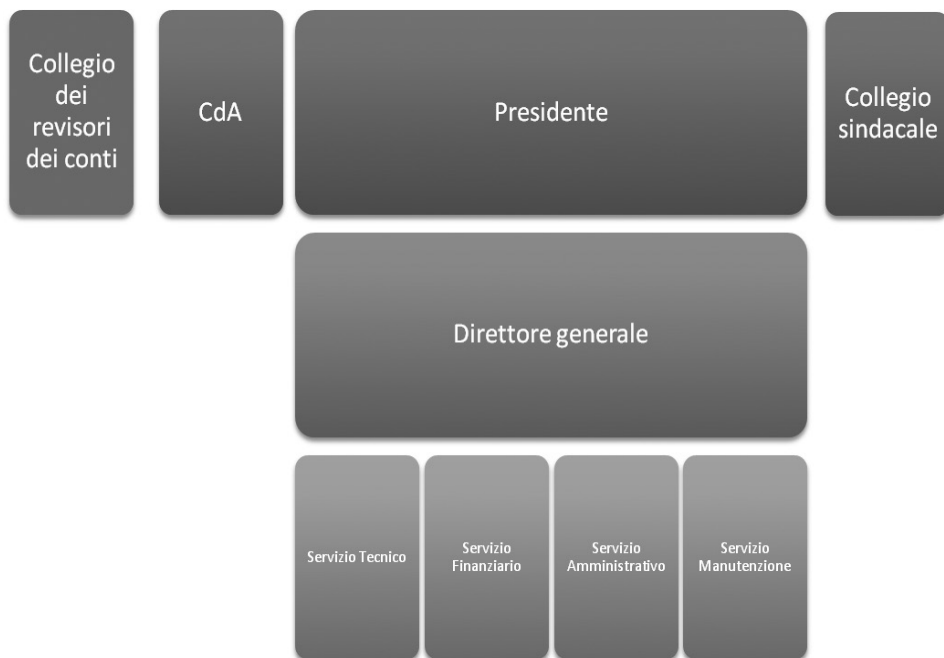 Collegio
dei
revisori
dei conti
CdA
Presidente
Collegio
sindacale
Direttore generale
Servizio Tecnico
Servizio
Finanziario
Servizio
Amministrativo
Servizio
Manutenzione